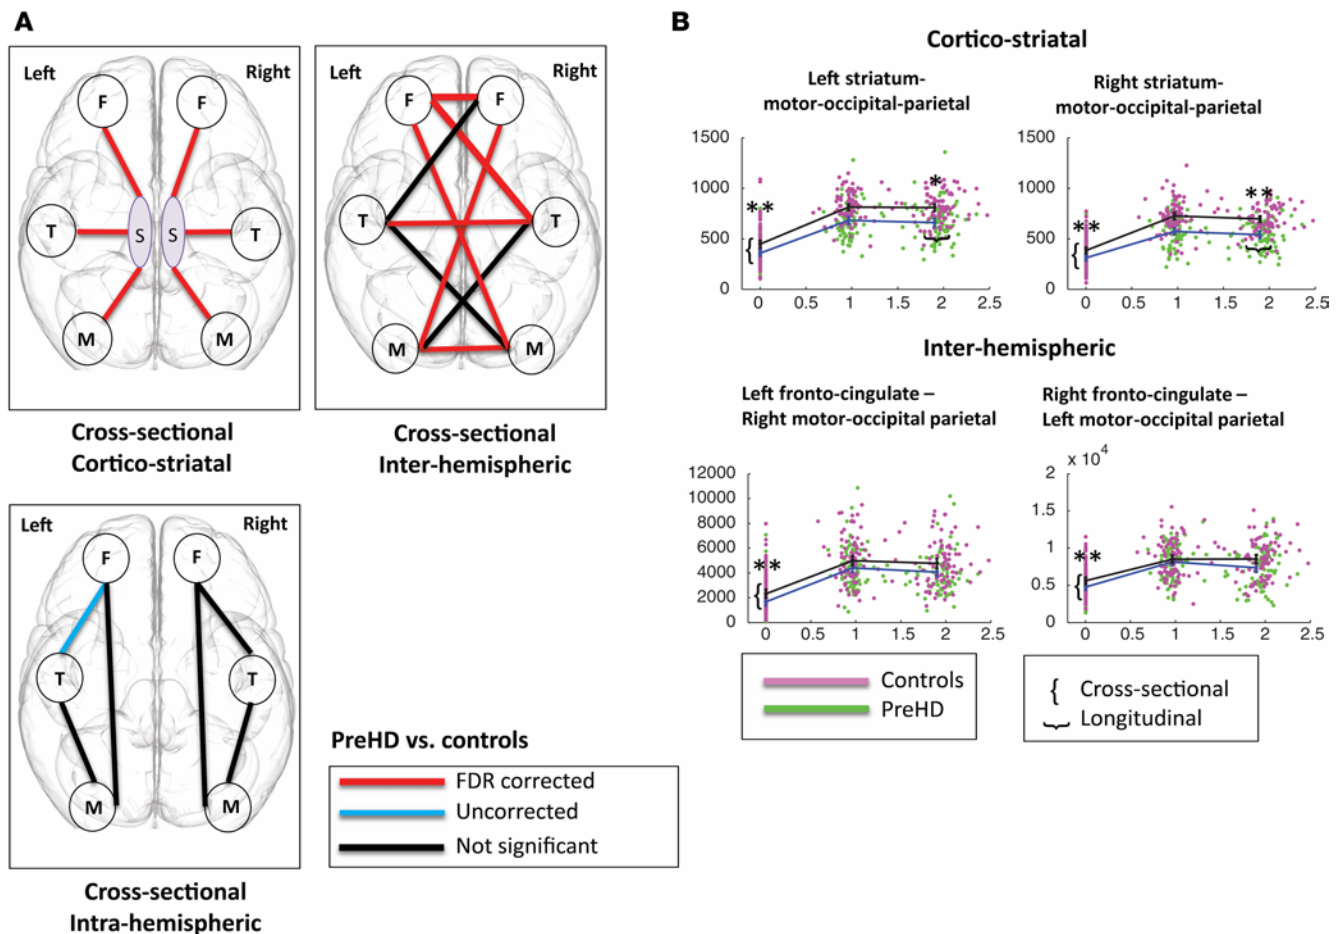 A
Left
Right
F
F
T
S
S
T
M
M
Cross-sectional
Cortico-striatal
Left
Right
F
F
T
T
M
M
Cross-sectional
Inter-hemispheric
Left
Right
F
F
T
T
M
M
Cross-sectional
Intra-hemispheric
PreHD vs. controls
FDR corrected
Uncorrected
Not significant
B
Cortico-striatal
Left striatum-
motor-occipital-parietal
1500
1000
500
0
0 0.5 1 1.5 2 2.5
**
*
{
}
Right striatum-
motor-occipital-parietal
1500
1000
500
0
0 0.5 1 1.5 2 2.5
**
**
{
}
Inter-hemispheric
Left fronto-cingulate –
Right motor-occipital parietal
12000
10000
8000
6000
4000
2000
0
0 0.5 1 1.5 2 2.5
**
{
Right fronto-cingulate –
Left motor-occipital parietal
x 10⁴
2
1.5
1
0.5
0
0 0.5 1 1.5 2 2.5
**
{
Controls
PreHD
{ Cross-sectional
} Longitudinal